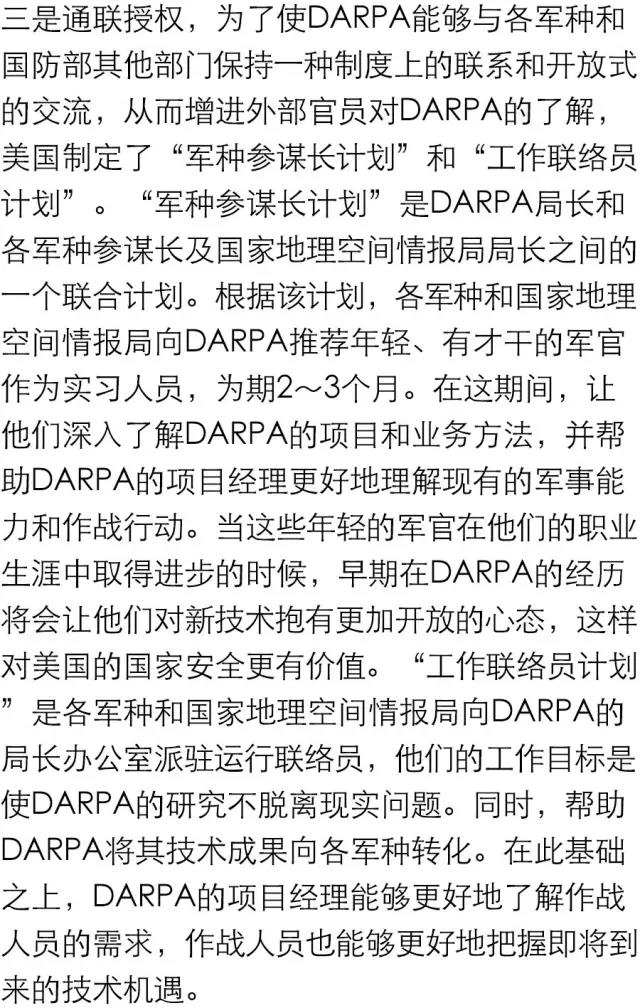 三是通联授权，为了使DARPA能够与各军种和
国防部其他部门保持一种制度上的联系和开放式
的交流，从而增进外部官员对DARPA的了解，
美国制定了“军种参谋长计划”和“工作联络员
计划”。“军种参谋长计划”是DARPA局长和
各军种参谋长及国家地理空间情报局局长之间的
一个联合计划。根据该计划，各军种和国家地理
空间情报局向DARPA推荐年轻、有才干的军官
作为实习人员，为期2～3个月。在这期间，让
他们深入了解DARPA的项目和业务方法，并帮
助DARPA的项目经理更好地理解现有的军事能
力和作战行动。当这些年轻的军官在他们的职业
生涯中取得进步的时候，早期在DARPA的经历
将会让他们对新技术抱有更加开放的心态，这样
对美国的国家安全更有价值。“工作联络员计划
”是各军种和国家地理空间情报局向DARPA的
局长办公室派驻运行联络员，他们的工作目标是
使DARPA的研究不脱离现实问题。同时，帮助
DARPA将其技术成果向各军种转化。在此基础
之上，DARPA的项目经理能够更好地了解作战
人员的需求，作战人员也能够更好地把握即将到
来的技术机遇。